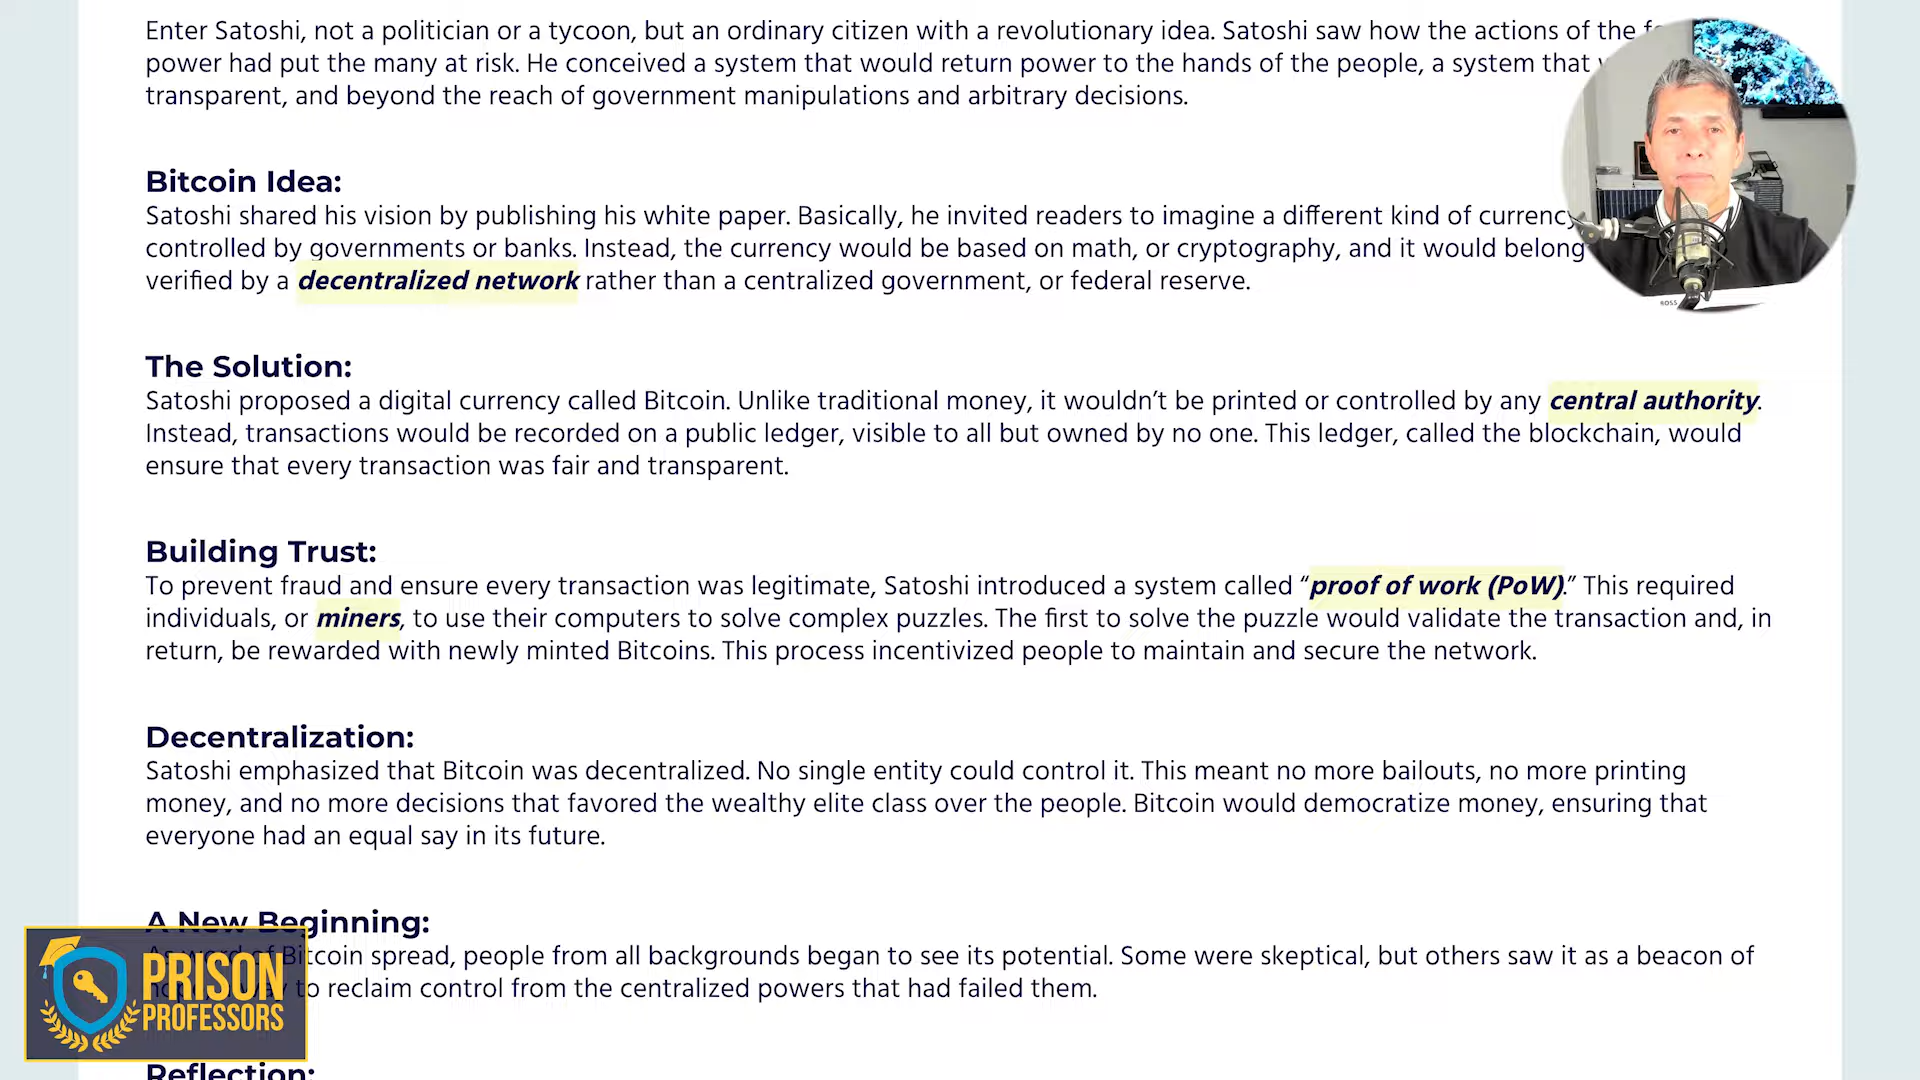 Enter Satoshi, not a politician or a tycoon, but an ordinary citizen with a revolutionary idea. Satoshi saw how the actions of the
power had put the many at risk. He conceived a system that would return power to the hands of the people, a system that
transparent, and beyond the reach of government manipulations and arbitrary decisions.
Bitcoin Idea:
Satoshi shared his vision by publishing his white paper. Basically, he invited readers to imagine a different kind of currency
controlled by governments or banks. Instead, the currency would be based on math, or cryptography, and it would belong
verified by a decentralized network rather than a centralized government, or federal reserve.
The Solution:
Satoshi proposed a digital currency called Bitcoin. Unlike traditional money, it wouldn’t be printed or controlled by any central authority.
Instead, transactions would be recorded on a public ledger, visible to all but owned by no one. This ledger, called the blockchain, would
ensure that every transaction was fair and transparent.
Building Trust:
To prevent fraud and ensure every transaction was legitimate, Satoshi introduced a system called “proof of work (PoW).” This required
individuals, or miners, to use their computers to solve complex puzzles. The first to solve the puzzle would validate the transaction and, in
return, be rewarded with newly minted Bitcoins. This process incentivized people to maintain and secure the network.
Decentralization:
Satoshi emphasized that Bitcoin was decentralized. No single entity could control it. This meant no more bailouts, no more printing
money, and no more decisions that favored the wealthy elite class over the people. Bitcoin would democratize money, ensuring that
everyone had an equal say in its future.
A New Beginning:
As word of Bitcoin spread, people from all backgrounds began to see its potential. Some were skeptical, but others saw it as a beacon of
to reclaim control from the centralized powers that had failed them.
Reflection:
PRISON
PROFESSORS